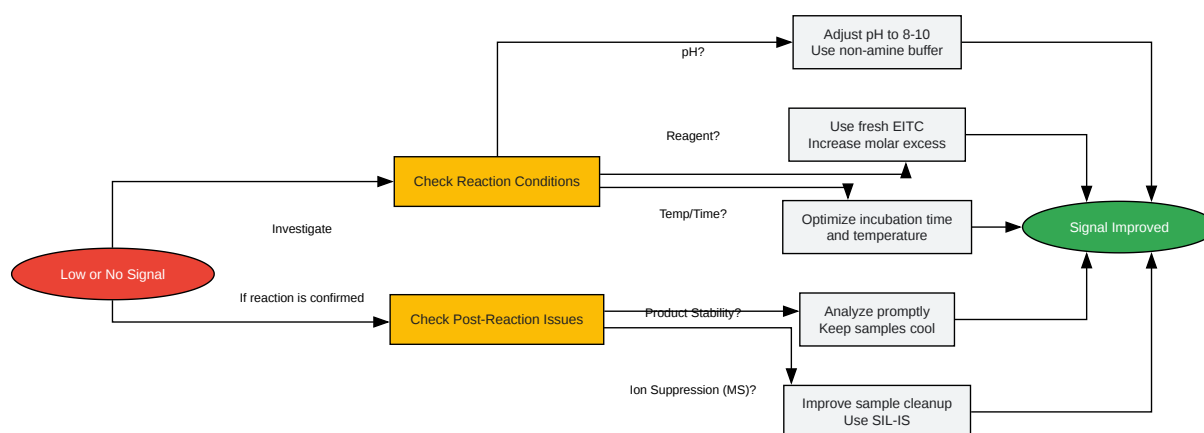 Adjust pH to 8-10
Use non-amine buffer
pH?
Use fresh EITC
Increase molar excess
Reagent?
Check Reaction Conditions
Temp/Time?
Optimize incubation time
and temperature
Signal Improved
Investigate
Low or No Signal
If reaction is confirmed
Check Post-Reaction Issues
Product Stability?
Analyze promptly
Keep samples cool
Ion Suppression (MS)?
Improve sample cleanup
Use SIL-IS